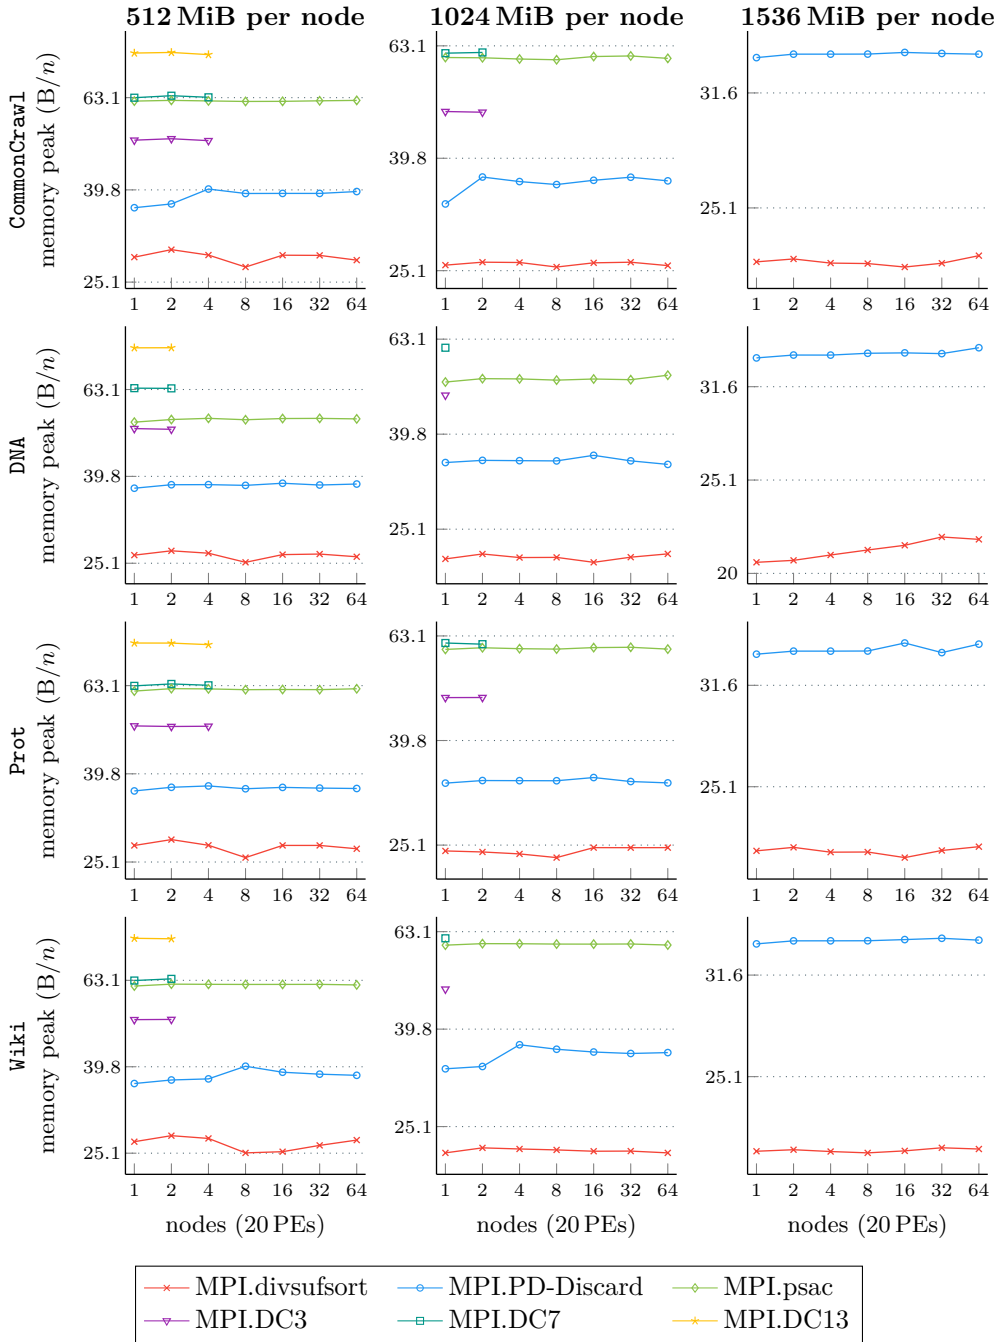 512 MiB per node 1024 MiB per node 1536 MiB per node
CommonCrawl
memory peak (B/n)
63.1
39.8
25.1
1 2 4 8 16 32 64
63.1
39.8
25.1
1 2 4 8 16 32 64
31.6
25.1
1 2 4 8 16 32 64
DNA
memory peak (B/n)
63.1
39.8
25.1
1 2 4 8 16 32 64
63.1
39.8
25.1
1 2 4 8 16 32 64
31.6
25.1
20
1 2 4 8 16 32 64
Prot
memory peak (B/n)
63.1
39.8
25.1
1 2 4 8 16 32 64
63.1
39.8
25.1
1 2 4 8 16 32 64
31.6
25.1
1 2 4 8 16 32 64
Wiki
memory peak (B/n)
63.1
39.8
25.1
1 2 4 8 16 32 64
63.1
39.8
25.1
1 2 4 8 16 32 64
31.6
25.1
1 2 4 8 16 32 64
nodes (20 PEs) nodes (20 PEs) nodes (20 PEs)
MPI.divsufsort MPI.PD-Discard MPI.psac
MPI.DC3 MPI.DC7 MPI.DC13